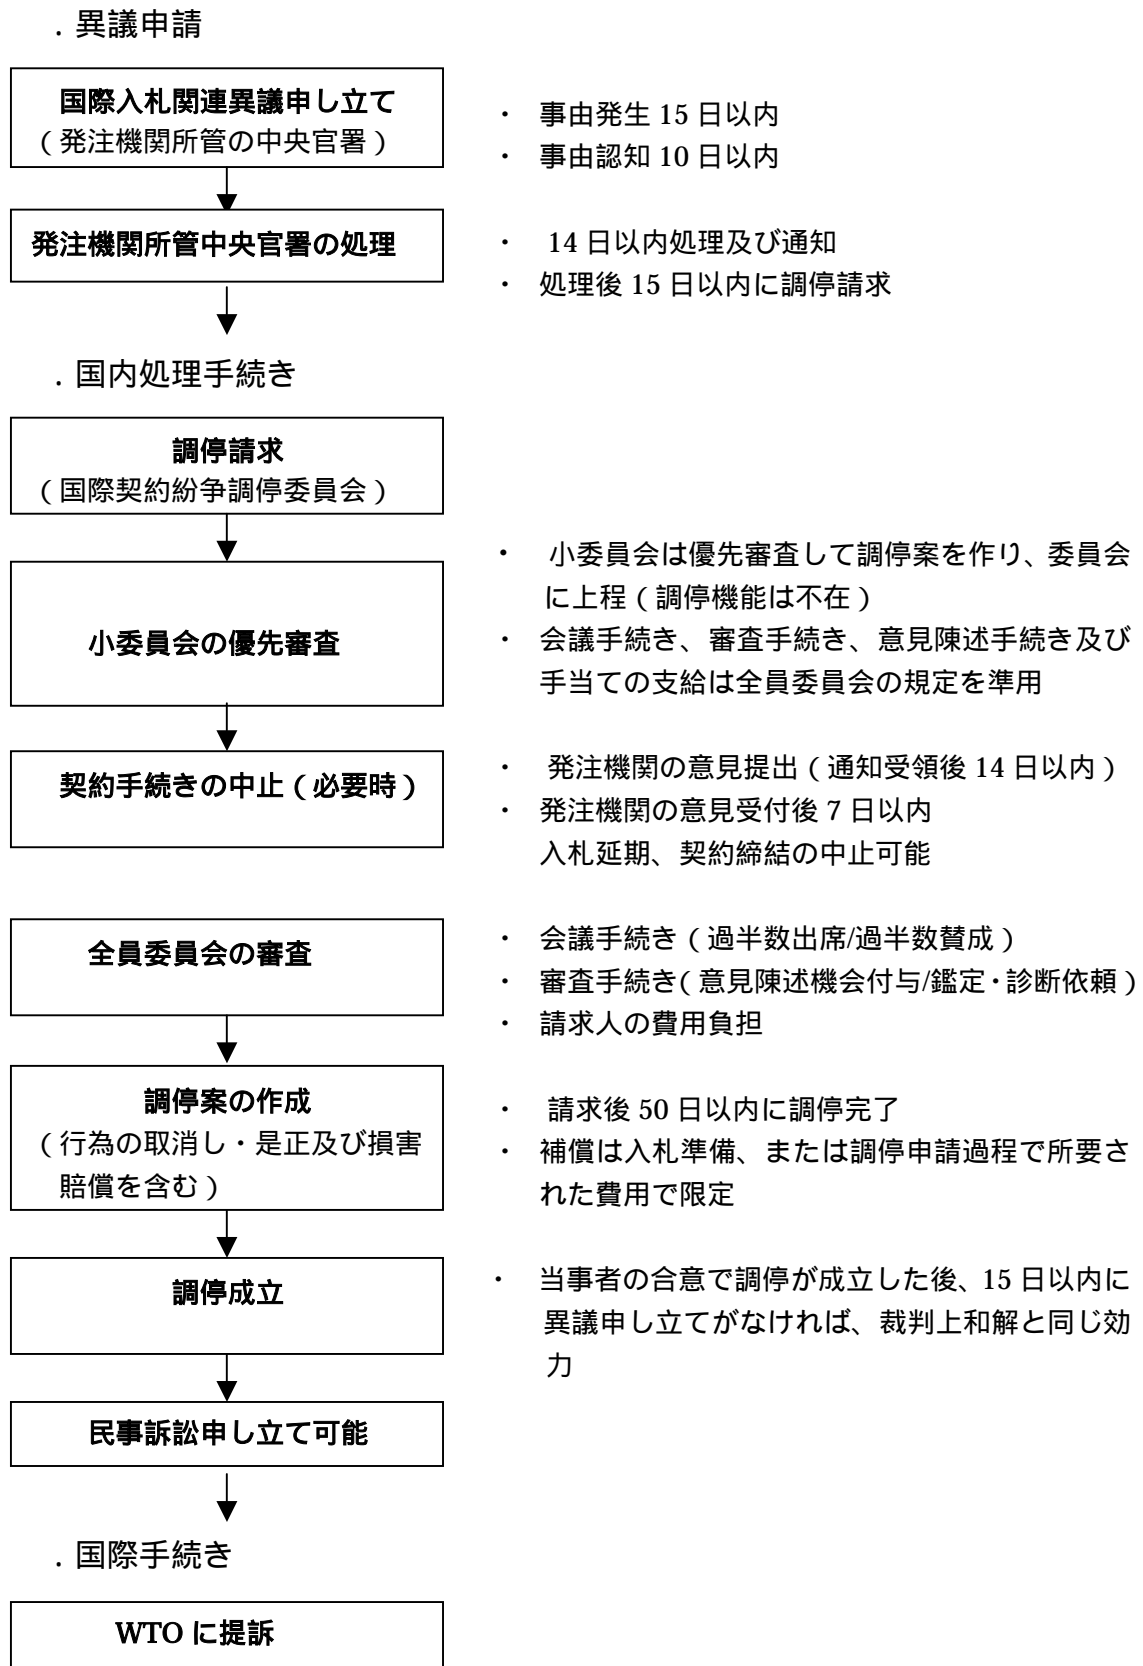 . 異議申請
国際入札関連異議申し立て
(発注機関所管の中央官署)
・ 事由発生 15 日以内
・ 事由認知 10 日以内
発注機関所管中央官署の処理
・ 14 日以内処理及び通知
・ 処理後 15 日以内に調停請求
. 国内処理手続き
調停請求
(国際契約紛争調停委員会)
小委員会の優先審査
・ 小委員会は優先審査して調停案を作り、委員会
に上程(調停機能は不在)
・ 会議手続き、審査手続き、意見陳述手続き及び
手当ての支給は全員委員会の規定を準用
契約手続きの中止(必要時)
・ 発注機関の意見提出(通知受領後 14 日以内)
・ 発注機関の意見受付後 7 日以内
入札延期、契約締結の中止可能
全員委員会の審査
・ 会議手続き(過半数出席/過半数賛成)
・ 審査手続き(意見陳述機会付与/鑑定・診断依頼)
・ 請求人の費用負担
調停案の作成
(行為の取消し・是正及び損害
賠償を含む)
・ 請求後 50 日以内に調停完了
・ 補償は入札準備、または調停申請過程で所要さ
れた費用で限定
調停成立
・ 当事者の合意で調停が成立した後、15 日以内に
異議申し立てがなければ、裁判上和解と同じ効
力
民事訴訟申し立て可能
. 国際手続き
WTO に提訴